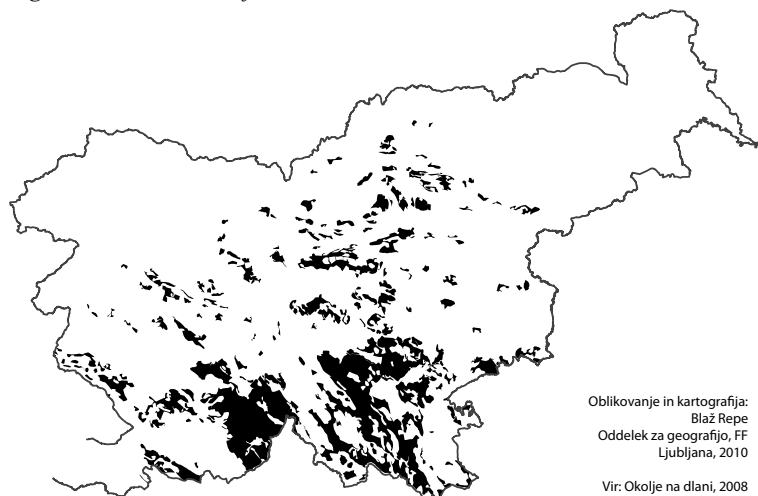 Oblikovanje in kartografija:
Blaž Repe
Oddelek za geografijo, FF
Ljubljana, 2010
Vir: Okolje na dlani, 2008